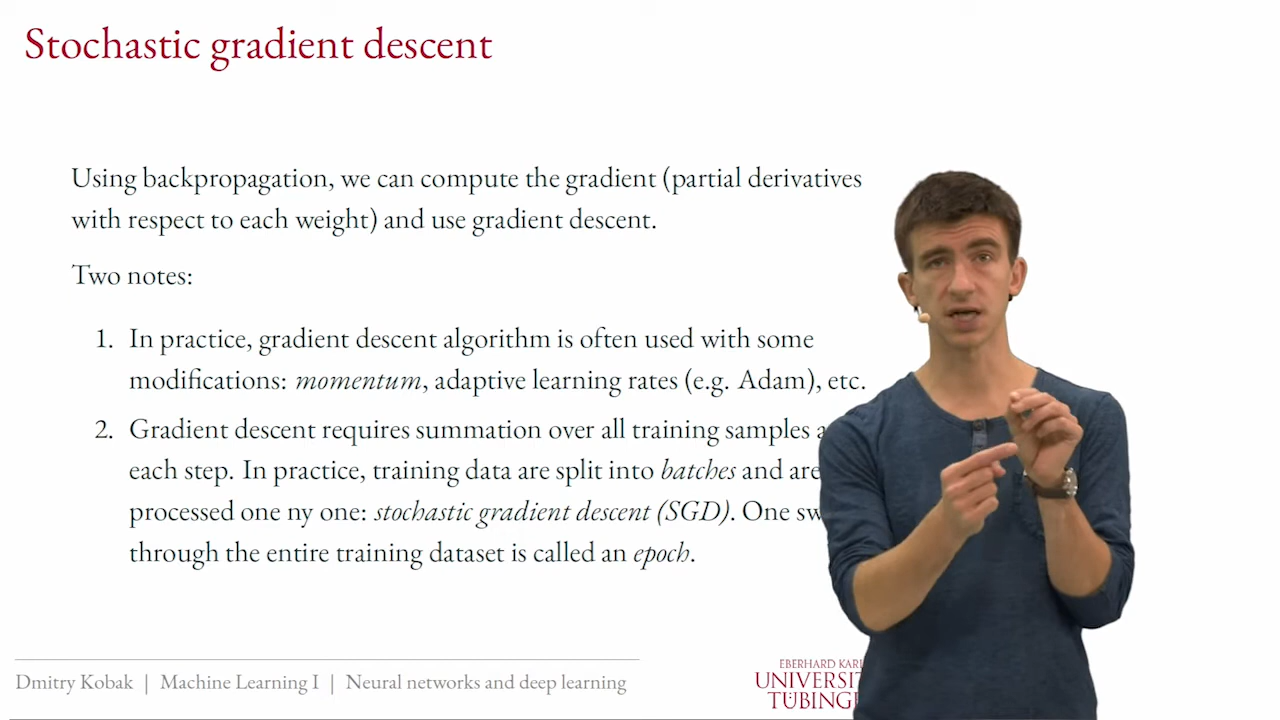 Stochastic gradient descent
Using backpropagation, we can compute the gradient (partial derivatives
with respect to each weight) and use gradient descent.
Two notes:
1. In practice, gradient descent algorithm is often used with some
modifications: momentum, adaptive learning rates (e.g. Adam), etc.
2. Gradient descent requires summation over all training samples
each step. In practice, training data are split into batches and are
processed one ny one: stochastic gradient descent (SGD). One
through the entire training dataset is called an epoch.
Dmitry Kobak | Machine Learning I | Neural networks and deep learning
EBERHARD